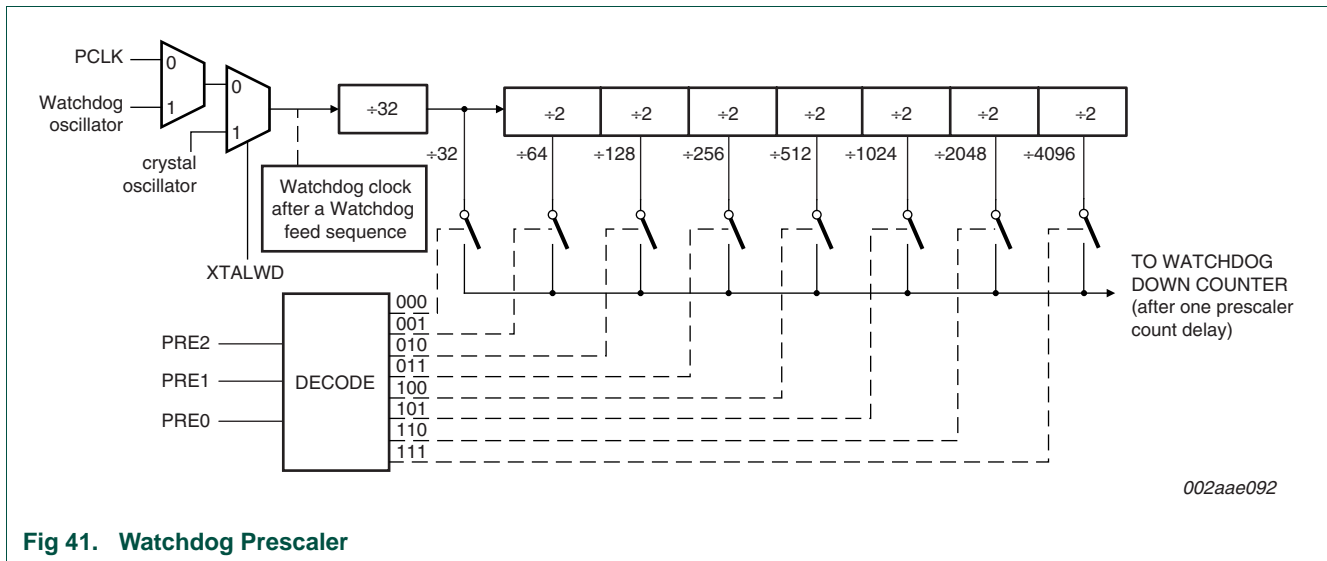 PCLK
0
Watchdog
oscillator
1
0
1
crystal
oscillator
XTALWD
÷32
÷2
÷2
÷2
÷2
÷2
÷2
÷2
÷32
÷64
÷128
÷256
÷512
÷1024
÷2048
÷4096
Watchdog clock
after a Watchdog
feed sequence
TO WATCHDOG
DOWN COUNTER
(after one prescaler
count delay)
PRE2
PRE1
PRE0
DECODE
000
001
010
011
100
101
110
111
002aae092
Fig 41. Watchdog Prescaler